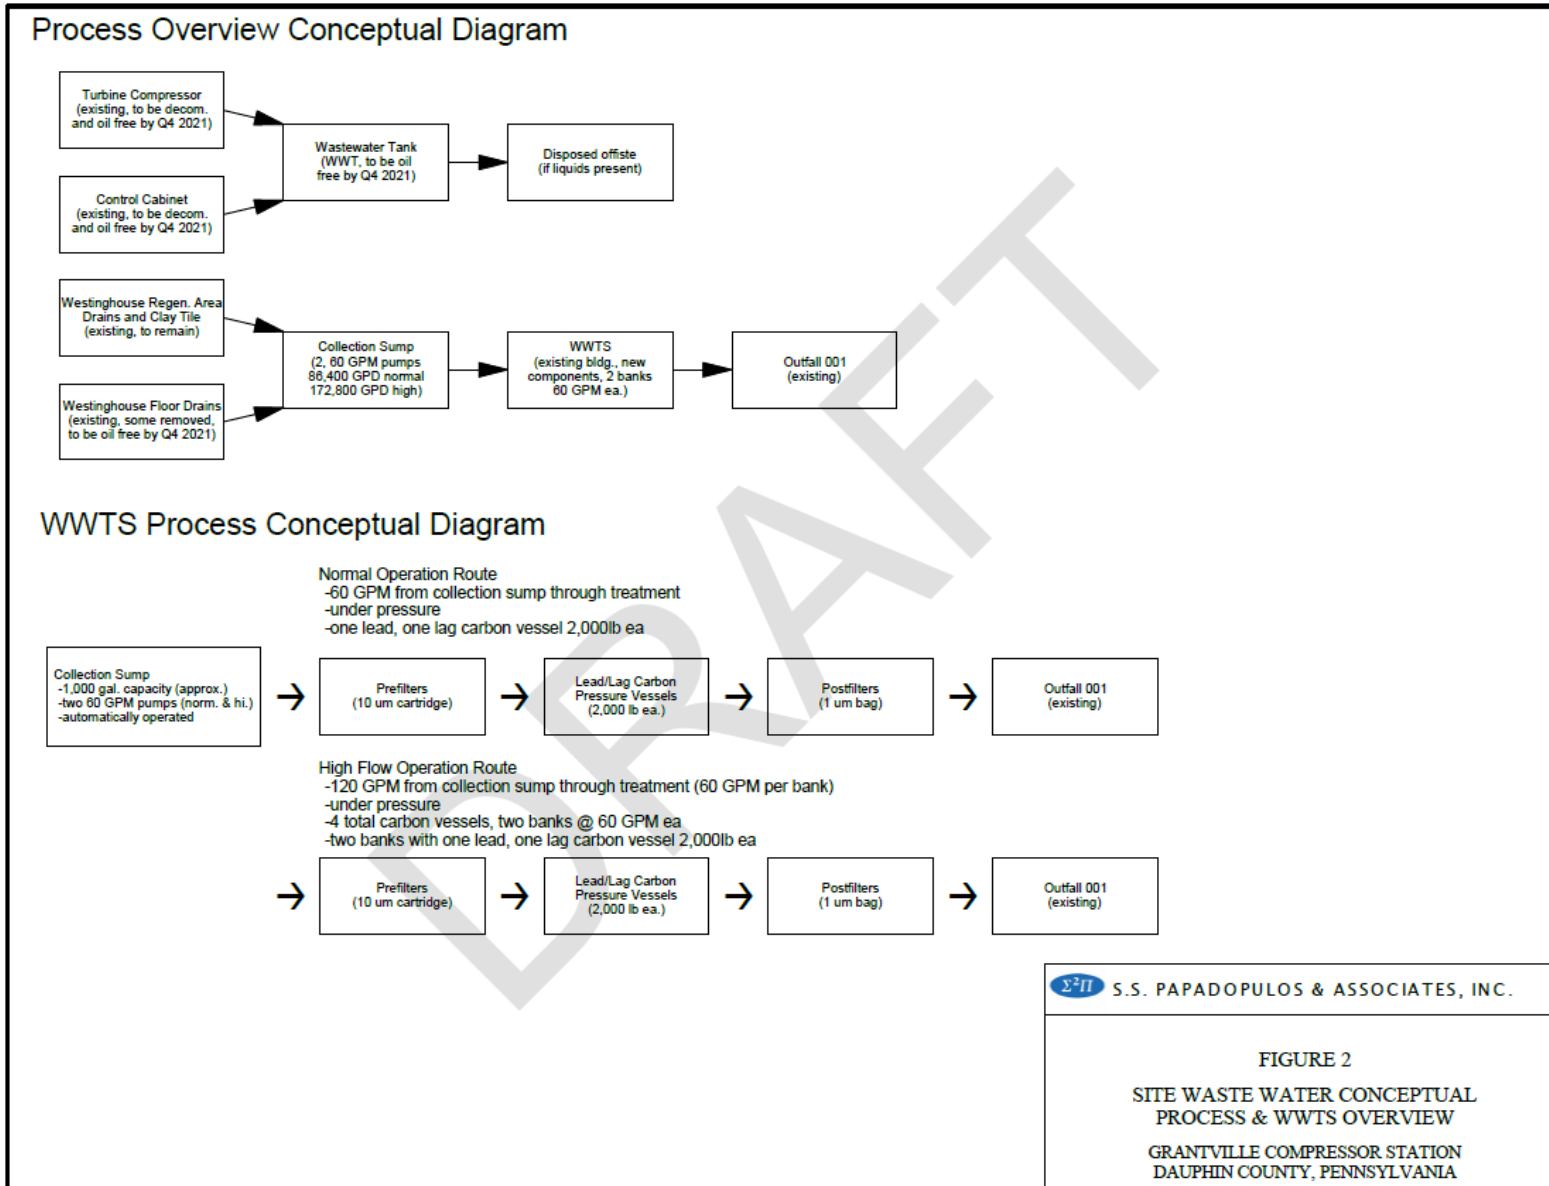 Process Overview Conceptual Diagram
Turbine Compressor
(existing, to be decom.
and oil free by Q4 2021)
Wastewater Tank
(WWT, to be oil
free by Q4 2021)
Disposed offiste
(if liquids present)
Control Cabinet
(existing, to be decom.
and oil free by Q4 2021)
Westinghouse Regen. Area
Drains and Clay Tile
(existing, to remain)
Collection Sump
(2, 60 GPM pumps
86,400 GPD normal
172,800 GPD high)
WWTS
(existing bldg., new
components, 2 banks
60 GPM ea.)
Outfall 001
(existing)
Westinghouse Floor Drains
(existing, some removed,
to be oil free by Q4 2021)
WWTS Process Conceptual Diagram
Normal Operation Route
-60 GPM from collection sump through treatment
-under pressure
-one lead, one lag carbon vessel 2,000lb ea
Collection Sump
-1,000 gal. capacity (approx.)
-two 60 GPM pumps (norm. & hi.)
-automatically operated
Prefilters
(10 um cartridge)
Lead/Lag Carbon
Pressure Vessels
(2,000 lb ea.)
Postfilters
(1 um bag)
Outfall 001
(existing)
High Flow Operation Route
-120 GPM from collection sump through treatment (60 GPM per bank)
-under pressure
-4 total carbon vessels, two banks @ 60 GPM ea
-two banks with one lead, one lag carbon vessel 2,000lb ea
Prefilters
(10 um cartridge)
Lead/Lag Carbon
Pressure Vessels
(2,000 lb ea.)
Postfilters
(1 um bag)
Outfall 001
(existing)
DRAFT
Σ²Π S.S. PAPADOPULOS & ASSOCIATES, INC.
FIGURE 2
SITE WASTE WATER CONCEPTUAL
PROCESS & WWTS OVERVIEW
GRANTVILLE COMPRESSOR STATION
DAUPHIN COUNTY, PENNSYLVANIA